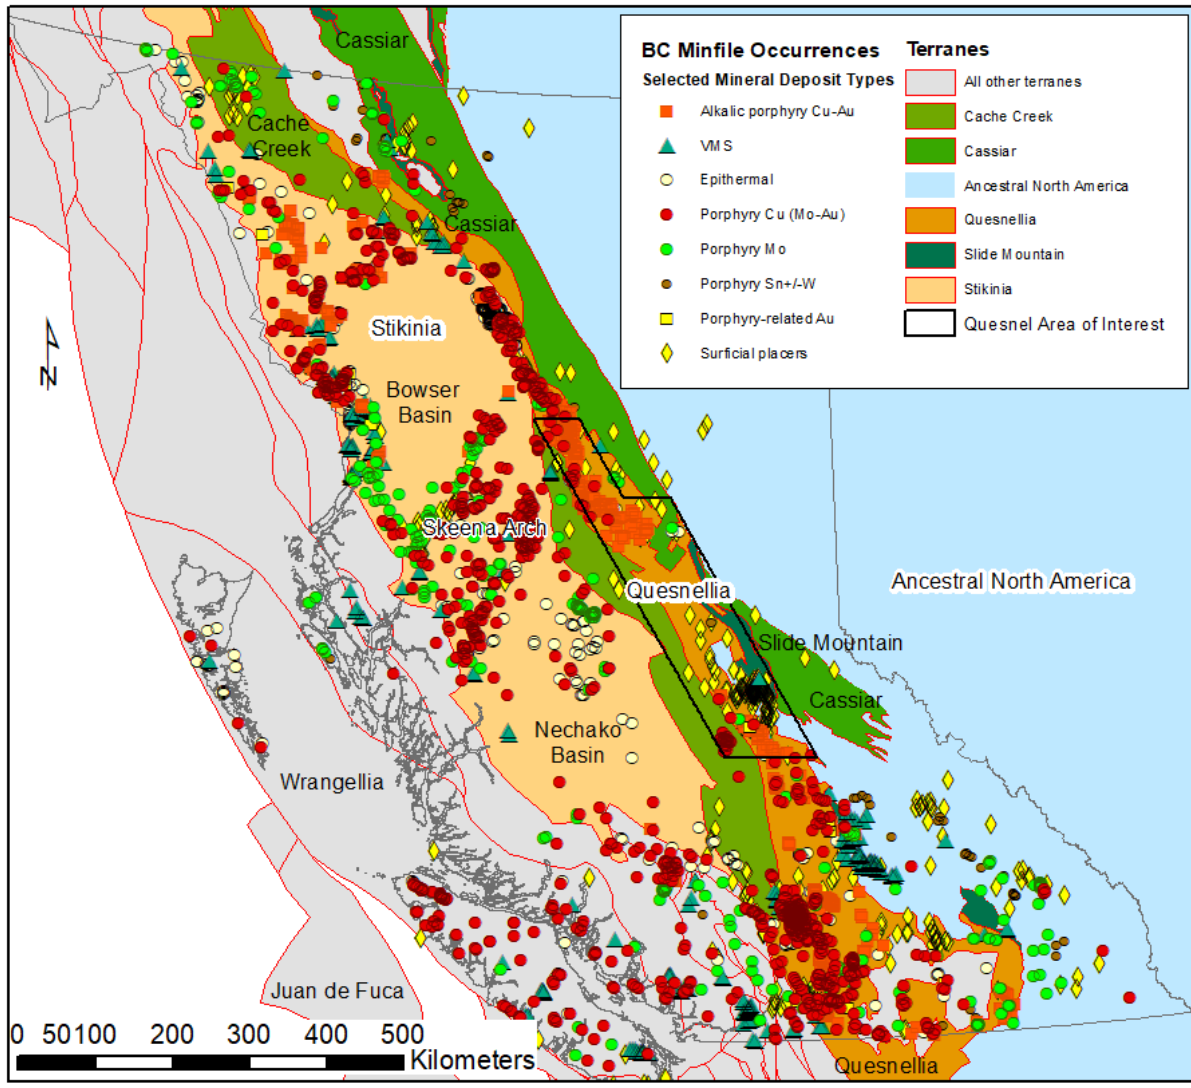 BC Minfile Occurrences
Selected Mineral Deposit Types
Alkalic porphyry Cu-Au
VMS
Epithermal
Porphyry Cu (Mo-Au)
Porphyry Mo
Porphyry Sn+/-W
Porphyry-related Au
Surficial placers
Terranes
All other terranes
Cache Creek
Cassiar
Ancestral North America
Quesnellia
Slide Mountain
Stikinia
Quesnel Area of Interest
Cassiar
Cache
Creek
Cassiar
Stikinia
N
Bowser
Basin
Skeena Arch
Quesnellia
Ancestral North America
Slide Mountain
Cassiar
Nechako
Basin
Wrangellia
Juan de Fuca
0 50 100 200 300 400 500
Kilometers
Quesnellia